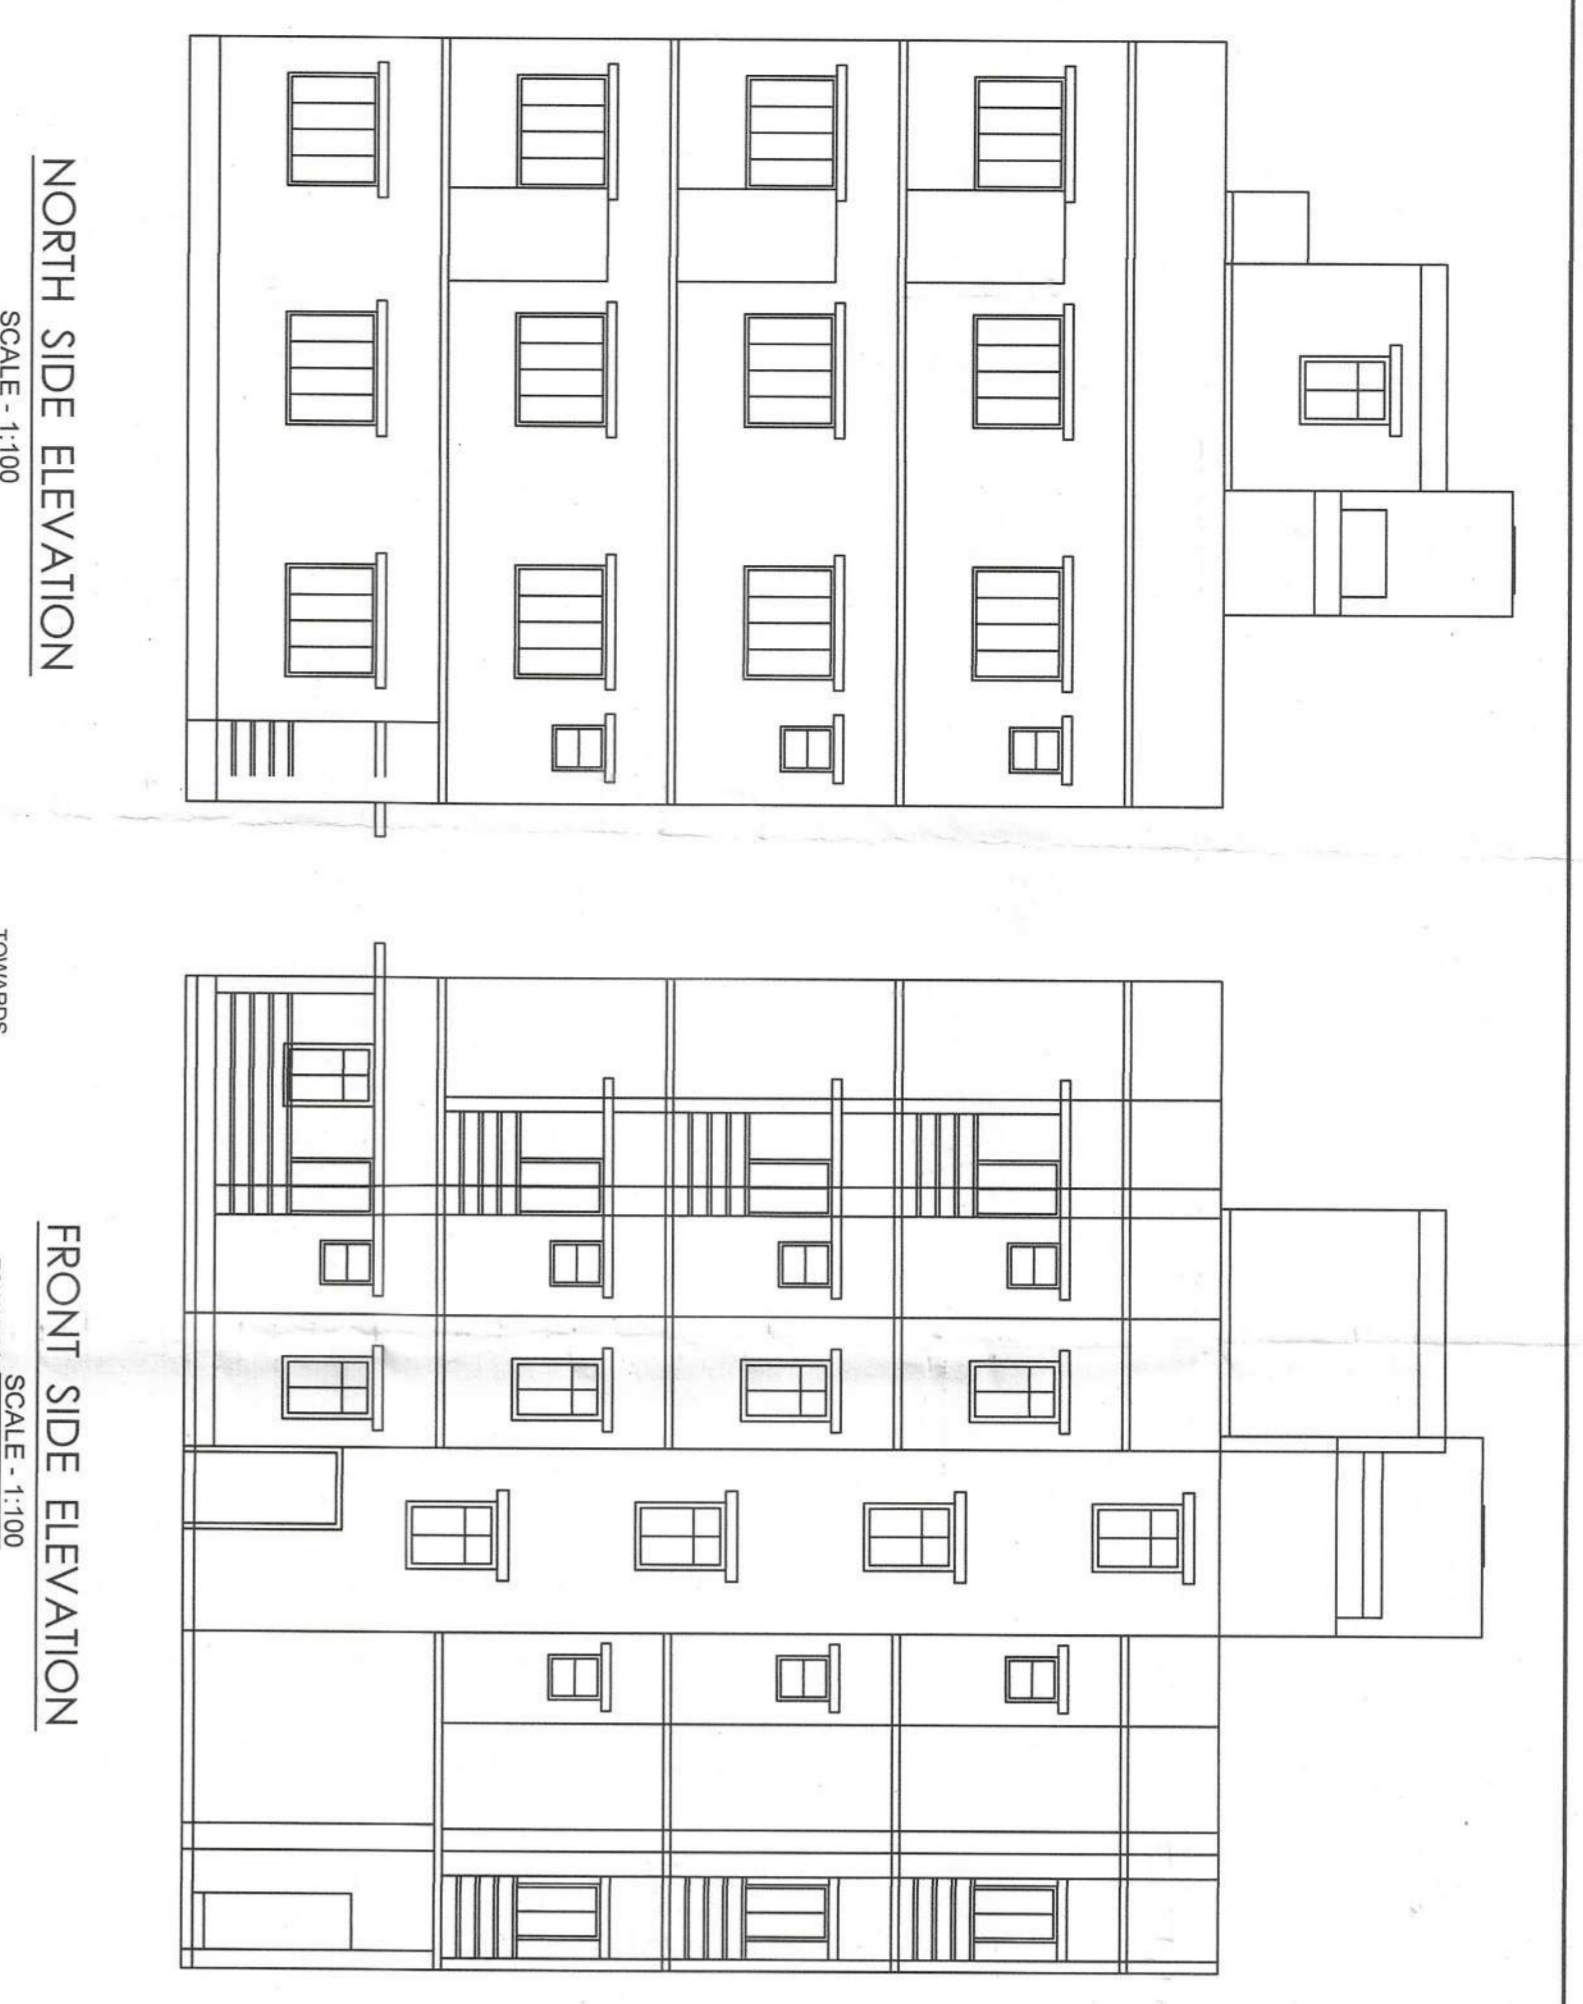 NORTH SIDE ELEVATION
SCALE - 1:100
FRONT SIDE ELEVATION
SCALE - 1:100
TOWARDS